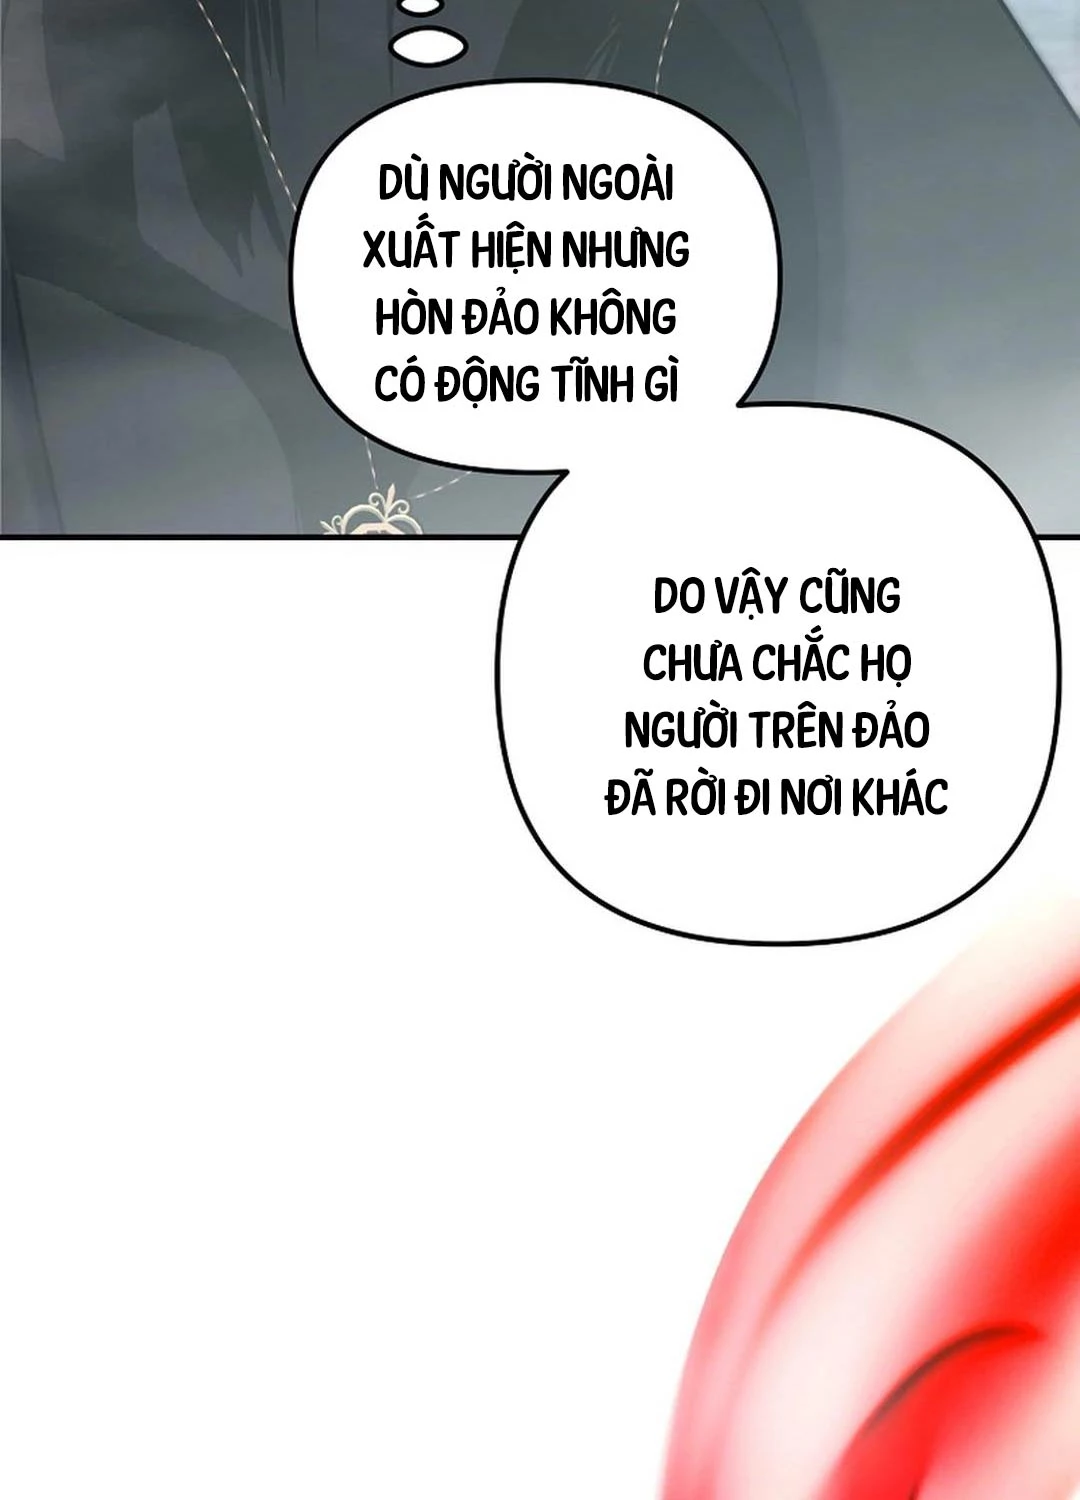 DÙ NGƯỜI NGOÀI
XUẤT HIỆN NHƯNG
HÒN ĐẢO KHÔNG
CÓ ĐỘNG TĨNH GÌ
DO VẬY CŨNG
CHƯA CHẮC HỌ
NGƯỜI TRÊN ĐẢO
ĐÃ RỜI ĐI NƠI KHÁC